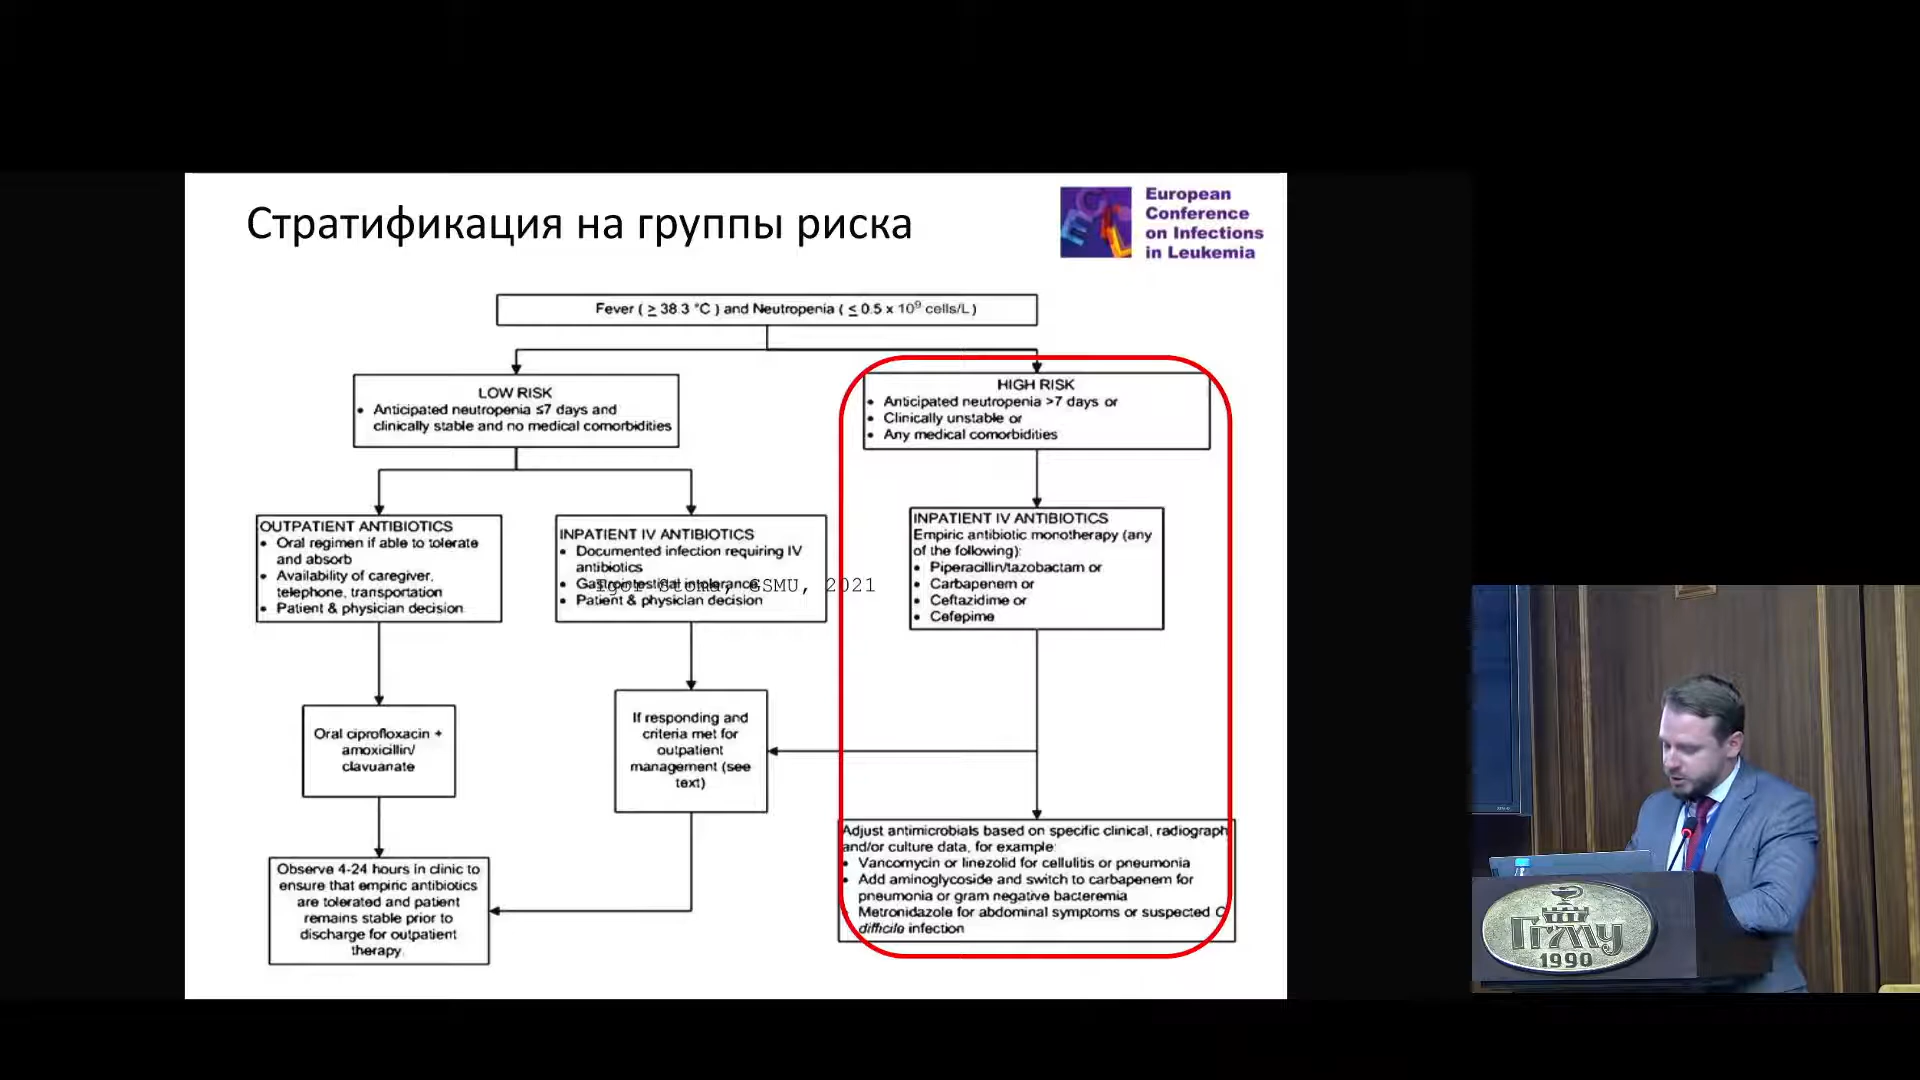 Стратификация на группы риска
European
Conference
on Infections
in Leukemia
Fever ( ≥ 38.3 °C ) and Neutropenia ( ≤ 0.5 x 10⁹ cells/L )
LOW RISK
• Anticipated neutropenia ≤7 days and
clinically stable and no medical comorbidities
HIGH RISK
• Anticipated neutropenia >7 days or
• Clinically unstable or
• Any medical comorbidities
OUTPATIENT ANTIBIOTICS
• Oral regimen if able to tolerate
and absorb
• Availability of caregiver,
telephone, transportation
• Patient & physician decision
INPATIENT IV ANTIBIOTICS
• Documented infection requiring IV
antibiotics
• Gastrointestinal intolerance
• Patient & physician decision
Igor Stoma, GSMU, 2021
INPATIENT IV ANTIBIOTICS
Empiric antibiotic monotherapy (any
of the following):
• Piperacillin/tazobactam or
• Carbapenem or
• Ceftazidime or
• Cefepime
Oral ciprofloxacin +
amoxicillin/
clavuanate
If responding and
criteria met for
outpatient
management (see
text)
Observe 4-24 hours in clinic to
ensure that empiric antibiotics
are tolerated and patient
remains stable prior to
discharge for outpatient
therapy.
Adjust antimicrobials based on specific clinical, radiograph
and/or culture data, for example:
• Vancomycin or linezolid for cellulitis or pneumonia
• Add aminoglycoside and switch to carbapenem for
pneumonia or gram negative bacteremia
• Metronidazole for abdominal symptoms or suspected C
difficile infection
ГрГМУ
1990